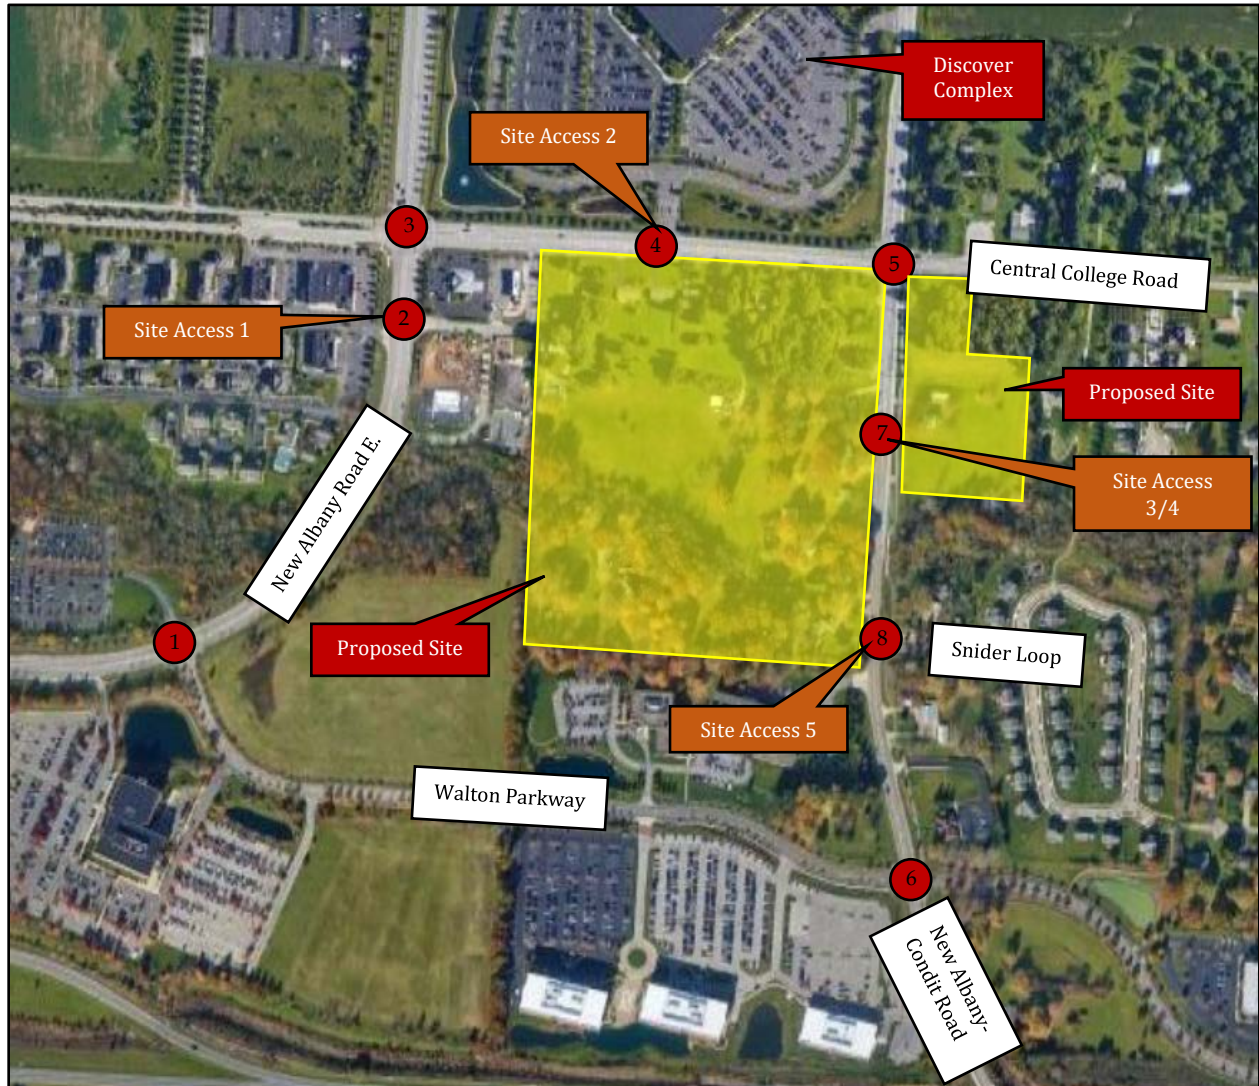 Discover
Complex
Site Access 2
3
4
5
Central College Road
Site Access 1
2
Proposed Site
7
Site Access
3/4
New Albany Road E.
1
Proposed Site
8
Snider Loop
Site Access 5
Walton Parkway
6
New Albany-
Condit Road